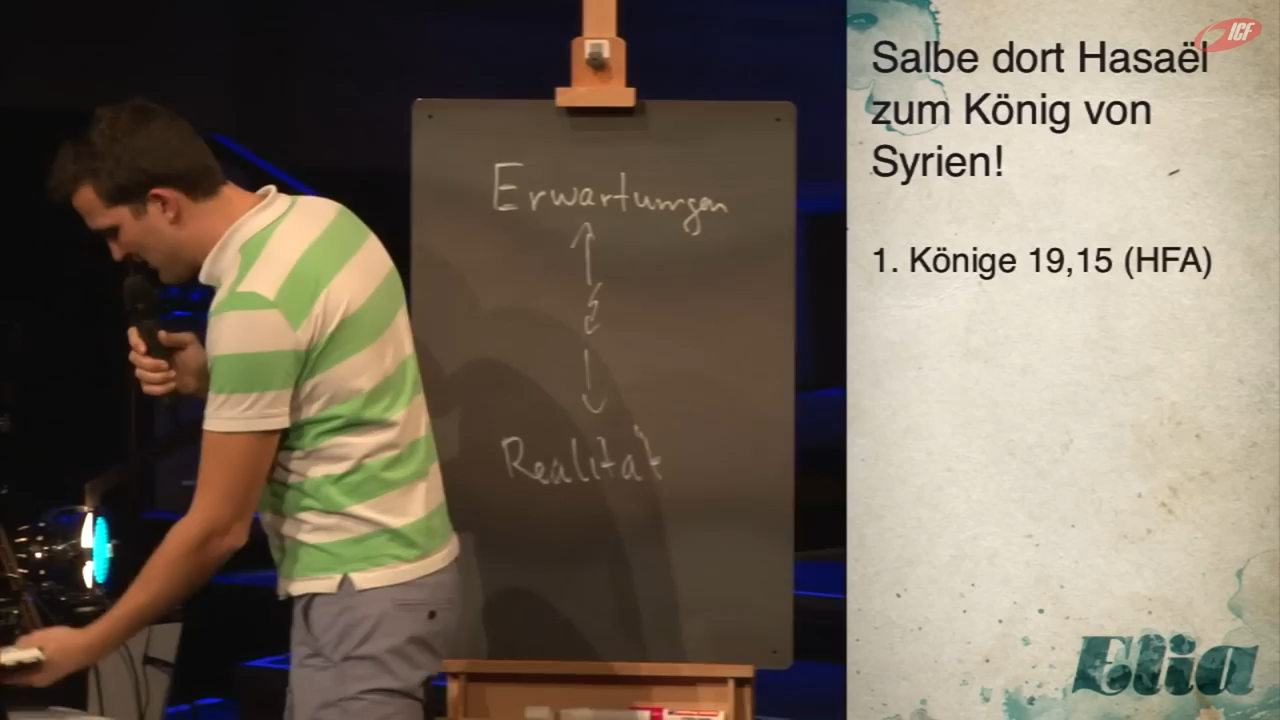 Erwartungen
Realität
ICF
Salbe dort Hasaël
zum König von
Syrien!
1. Könige 19,15 (HFA)
Elia